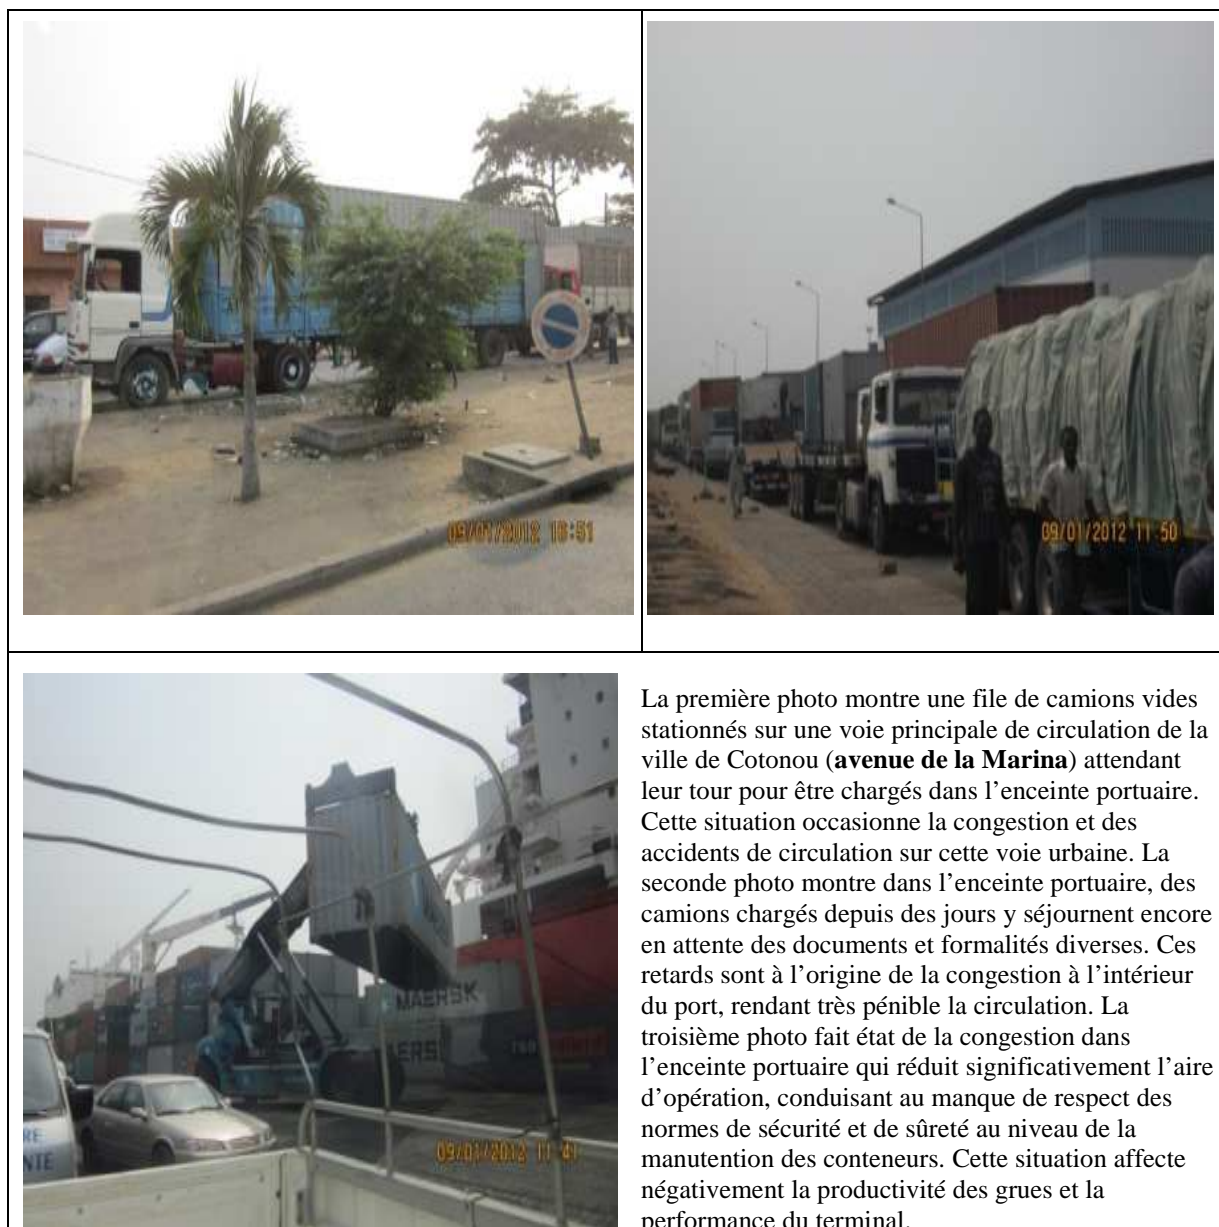 09/01/2012 16:51
09/01/2012 11 50
MAERSK
09/01/2012 11 41
La première photo montre une file de camions vides
stationnés sur une voie principale de circulation de la
ville de Cotonou (avenue de la Marina) attendant
leur tour pour être chargés dans l’enceinte portuaire.
Cette situation occasionne la congestion et des
accidents de circulation sur cette voie urbaine. La
seconde photo montre dans l’enceinte portuaire, des
camions chargés depuis des jours y séjournent encore
en attente des documents et formalités diverses. Ces
retards sont à l’origine de la congestion à l’intérieur
du port, rendant très pénible la circulation. La
troisième photo fait état de la congestion dans
l’enceinte portuaire qui réduit significativement l’aire
d’opération, conduisant au manque de respect des
normes de sécurité et de sûreté au niveau de la
manutention des conteneurs. Cette situation affecte
négativement la productivité des grues et la
performance du terminal.